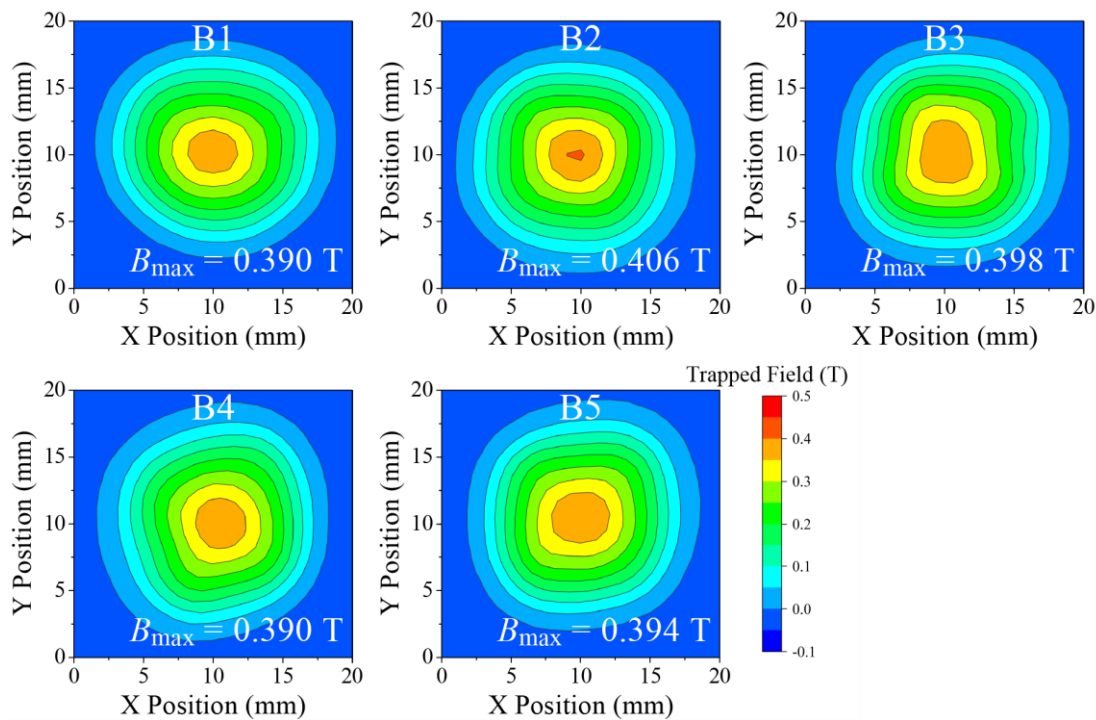 B1
20
15
10
5
0
Y Position (mm)
B_max = 0.390 T
0 5 10 15 20
X Position (mm)
B2
20
15
10
5
0
Y Position (mm)
B_max = 0.406 T
0 5 10 15 20
X Position (mm)
B3
20
15
10
5
0
Y Position (mm)
B_max = 0.398 T
0 5 10 15 20
X Position (mm)
B4
20
15
10
5
0
Y Position (mm)
B_max = 0.390 T
0 5 10 15 20
X Position (mm)
B5
20
15
10
5
0
Y Position (mm)
B_max = 0.394 T
0 5 10 15 20
X Position (mm)
Trapped Field (T)
0.5
0.4
0.3
0.2
0.1
0.0
-0.1